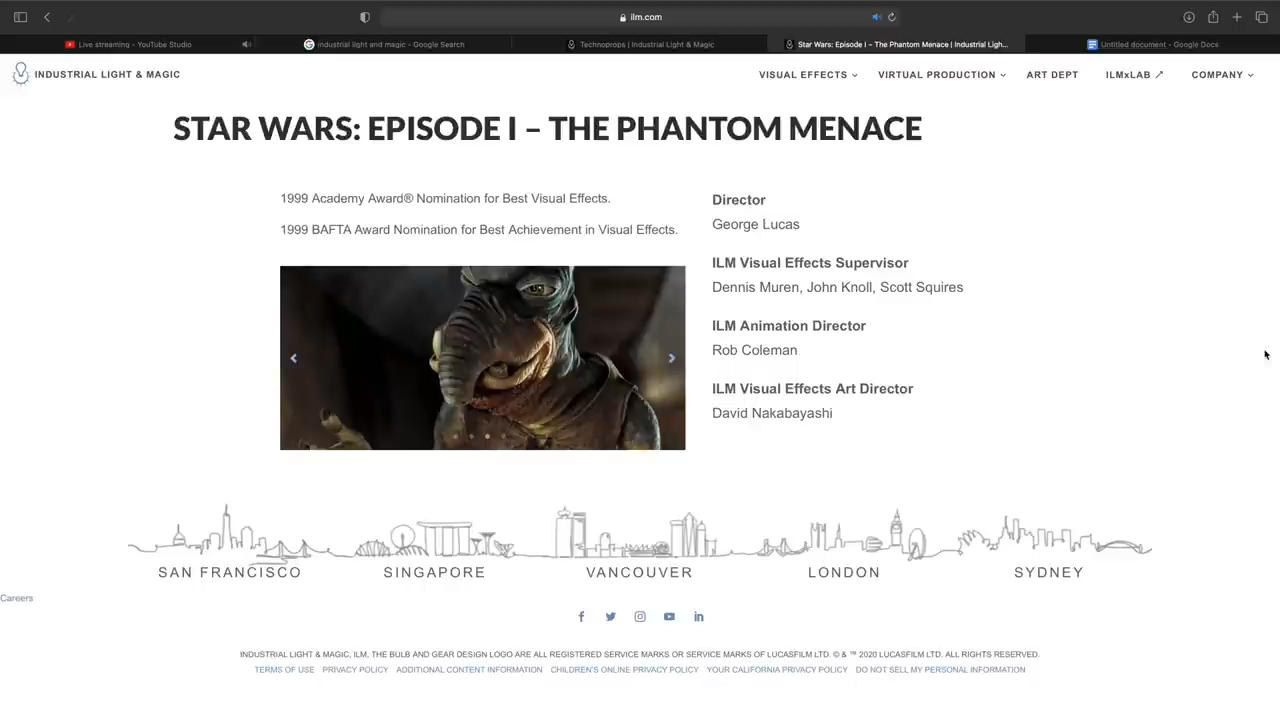 ilm.com
Live streaming - YouTube Studio
industrial light and magic - Google Search
Technoprops | Industrial Light & Magic
Star Wars: Episode I – The Phantom Menace | Industrial Ligh...
Untitled document - Google Docs
INDUSTRIAL LIGHT & MAGIC
VISUAL EFFECTS
VIRTUAL PRODUCTION
ART DEPT
ILMxLAB
COMPANY
STAR WARS: EPISODE I – THE PHANTOM MENACE
1999 Academy Award® Nomination for Best Visual Effects.
1999 BAFTA Award Nomination for Best Achievement in Visual Effects.
Director
George Lucas
ILM Visual Effects Supervisor
Dennis Muren, John Knoll, Scott Squires
ILM Animation Director
Rob Coleman
ILM Visual Effects Art Director
David Nakabayashi
SAN FRANCISCO
SINGAPORE
VANCOUVER
LONDON
SYDNEY
Careers
INDUSTRIAL LIGHT & MAGIC, ILM, THE BULB AND GEAR DESIGN LOGO ARE ALL REGISTERED SERVICE MARKS OR SERVICE MARKS OF LUCASFILM LTD. © & ™ 2020 LUCASFILM LTD. ALL RIGHTS RESERVED.
TERMS OF USE PRIVACY POLICY ADDITIONAL CONTENT INFORMATION CHILDREN'S ONLINE PRIVACY POLICY YOUR CALIFORNIA PRIVACY POLICY DO NOT SELL MY PERSONAL INFORMATION